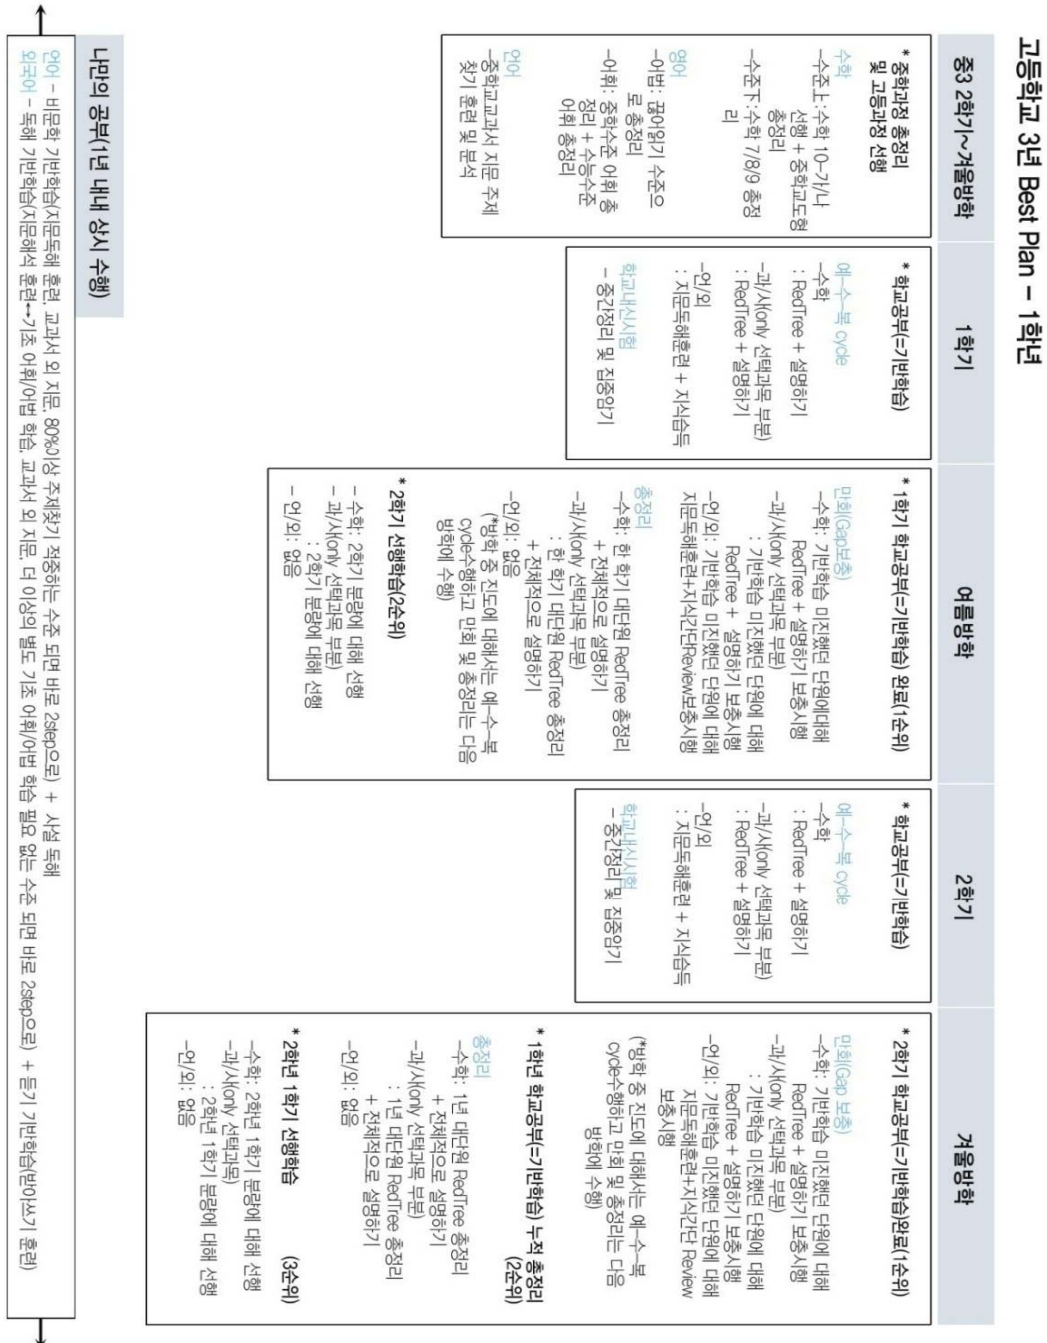 고등학교 3년 Best Plan - 1학년
중3 2학기~겨울방학
* 중학과정 총정리
및 고등과정 선행
수학
-수준上:수학 10-가/나
선행 + 중학교도형
총정리
-수준下:수학 7/8/9 총정
리
영어
-어법: 끊어읽기 수준으
로 총정리
-어휘: 중학수준 어휘 총
정리 + 수능수준
어휘 총정리
언어
-중학교교과서 지문 주제
찾기 훈련 및 분석
1학기
* 학교공부(=기반학습)
예-수-복 cycle
-수학
: RedTree + 설명하기
-과/사(only 선택과목 부분)
: RedTree + 설명하기
-언/외
: 지문독해훈련 + 지식습득
학교내신시험
- 중간정리 및 집중암기
여름방학
* 1학기 학교공부(=기반학습) 완료(1순위)
만회(Gap보충)
-수학: 기반학습 미진했던 단원에대해
RedTree + 설명하기 보충시행
-과/사(only 선택과목 부분)
: 기반학습 미진했던 단원에 대해
RedTree + 설명하기 보충시행
-언/외: 기반학습 미진했던 단원에 대해
지문독해훈련+지식간단Review보충시행
총정리
-수학: 한 학기 대단원 RedTree 총정리
+ 전체적으로 설명하기
-과/사(only 선택과목 부분)
: 한 학기 대단원 RedTree 총정리
+ 전체적으로 설명하기
-언/외: 없음
(*방학 중 진도에 대해서는 예-수-복
cycle수행하고 만회 및 총정리는 다음
방학에 수행)
* 2학기 선행학습(2순위)
- 수학: 2학기 분량에 대해 선행
- 과/사(only 선택과목 부분)
: 2학기 분량에 대해 선행
- 언/외: 없음
2학기
* 학교공부(=기반학습)
예-수-복 cycle
-수학
: RedTree + 설명하기
-과/사(only 선택과목 부분)
: RedTree + 설명하기
-언/외
: 지문독해훈련 + 지식습득
학교내신시험
- 중간정리 및 집중암기
겨울방학
* 2학기 학교공부(=기반학습)완료(1순위)
만회(Gap 보충)
-수학: 기반학습 미진했던 단원에 대해
RedTree + 설명하기 보충시행
-과/사(only 선택과목 부분)
: 기반학습 미진했던 단원에 대해
RedTree + 설명하기 보충시행
-언/외: 기반학습 미진했던 단원에 대해
지문독해훈련+지식간단 Review
보충시행
(*방학 중 진도에 대해서는 예-수-복
cycle수행하고 만회 및 총정리는 다음
방학에 수행)
* 1학년 학교공부(=기반학습) 누적 총정리
(2순위)
총정리
-수학: 1년 대단원 RedTree 총정리
+ 전체적으로 설명하기
-과/사(only 선택과목 부분)
: 1년 대단원 RedTree 총정리
+ 전체적으로 설명하기
-언/외: 없음
* 2학년 1학기 선행학습 (3순위)
-수학: 2학년 1학기 분량에 대해 선행
-과/사(only 선택과목)
: 2학년 1학기 분량에 대해 선행
-언/외: 없음
나만의 공부(1년 내내 상시 수행)
언어 - 비문학 기반학습(지문독해 훈련, 교과서 외 지문, 80%이상 주제찾기 적중하는 수준 되면 바로 2step으로) + 사설 독해
외국어 - 독해 기반학습(지문해석 훈련↔기초 어휘/어법 학습, 교과서 외 지문, 더 이상의 별도 기초 어휘/어법 학습 필요 없는 수준 되면 바로 2step으로) + 듣기 기반학습(받아쓰기 훈련)